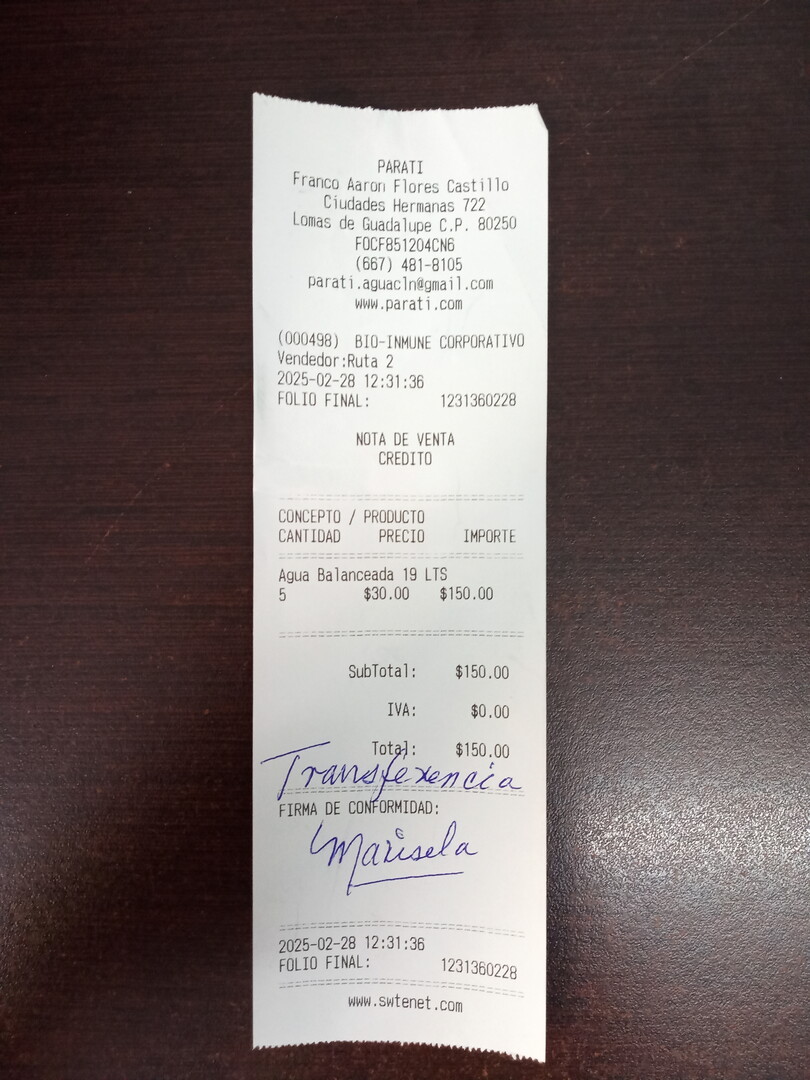 PARATI
Franco Aaron Flores Castillo
Ciudades Hermanas 722
Lomas de Guadalupe C.P. 80250
FOCF851204CN6
(667) 481-8105
parati.aguacln@gmail.com
www.parati.com
(000498) BIO-INMUNE CORPORATIVO
Vendedor:Ruta 2
2025-02-28 12:31:36
FOLIO FINAL: 1231360228
NOTA DE VENTA
CREDITO
CONCEPTO / PRODUCTO
CANTIDAD PRECIO IMPORTE
Agua Balanceada 19 LTS
5 $30.00 $150.00
SubTotal: $150.00
IVA: $0.00
Total: $150.00
Transferencia
FIRMA DE CONFORMIDAD:
Marisela
2025-02-28 12:31:36
FOLIO FINAL: 1231360228
www.swtenet.com